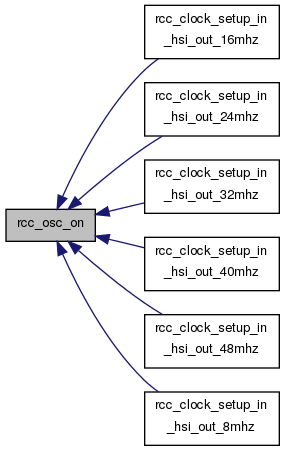 rcc_clock_setup_in
_hsi_out_16mhz
rcc_clock_setup_in
_hsi_out_24mhz
rcc_clock_setup_in
_hsi_out_32mhz
rcc_osc_on
rcc_clock_setup_in
_hsi_out_40mhz
rcc_clock_setup_in
_hsi_out_48mhz
rcc_clock_setup_in
_hsi_out_8mhz